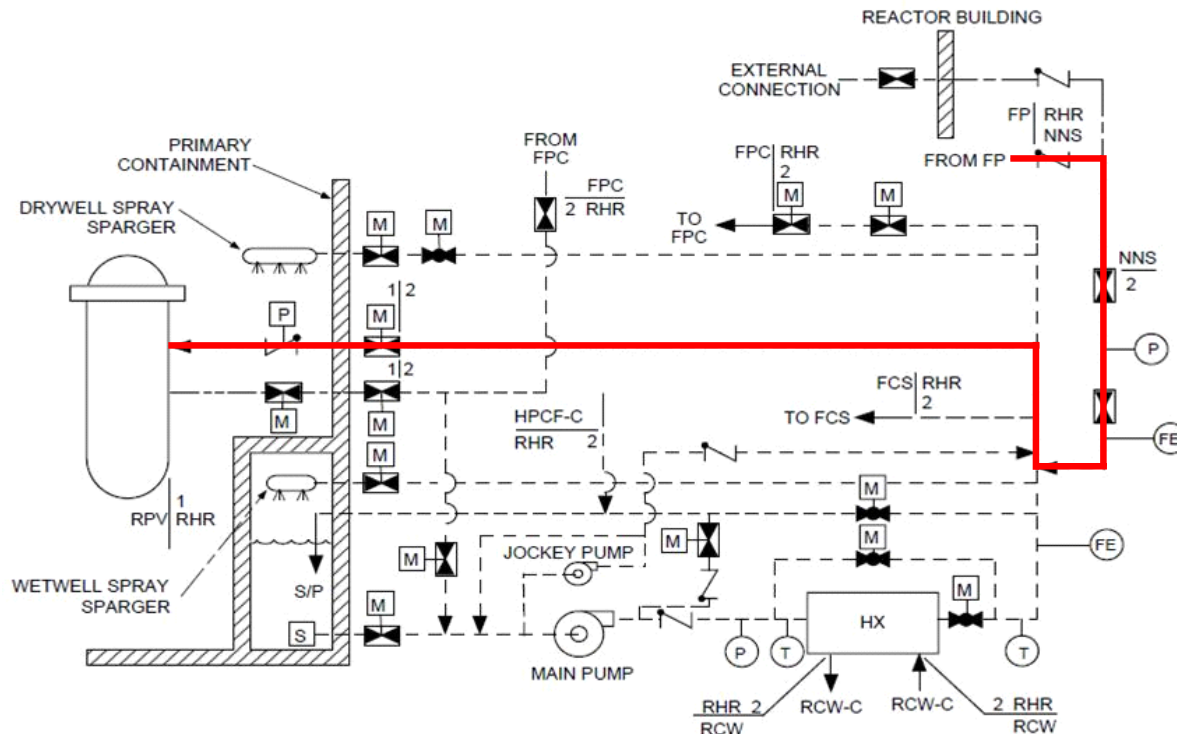 REACTOR BUILDING
EXTERNAL
CONNECTION
FP RHR
NNS
FROM FP
FROM
FPC
FPC
2 RHR
FPC RHR
2
M
M
TO
FPC
PRIMARY
CONTAINMENT
DRYWELL SPRAY
SPARGER
M
M
NNS
2
1 2
P
M
P
1 2
M
M
FCS RHR
2
TO FCS
HPCF-C
RHR 2
FE
M
RPV 1
RHR
M
M
M
JOCKEY PUMP
M
FE
WETWELL SPRAY
SPARGER
S/P
M
M
S
HX
MAIN PUMP
P
T
T
RHR 2
RCW
RCW-C
RCW-C
2 RHR
RCW